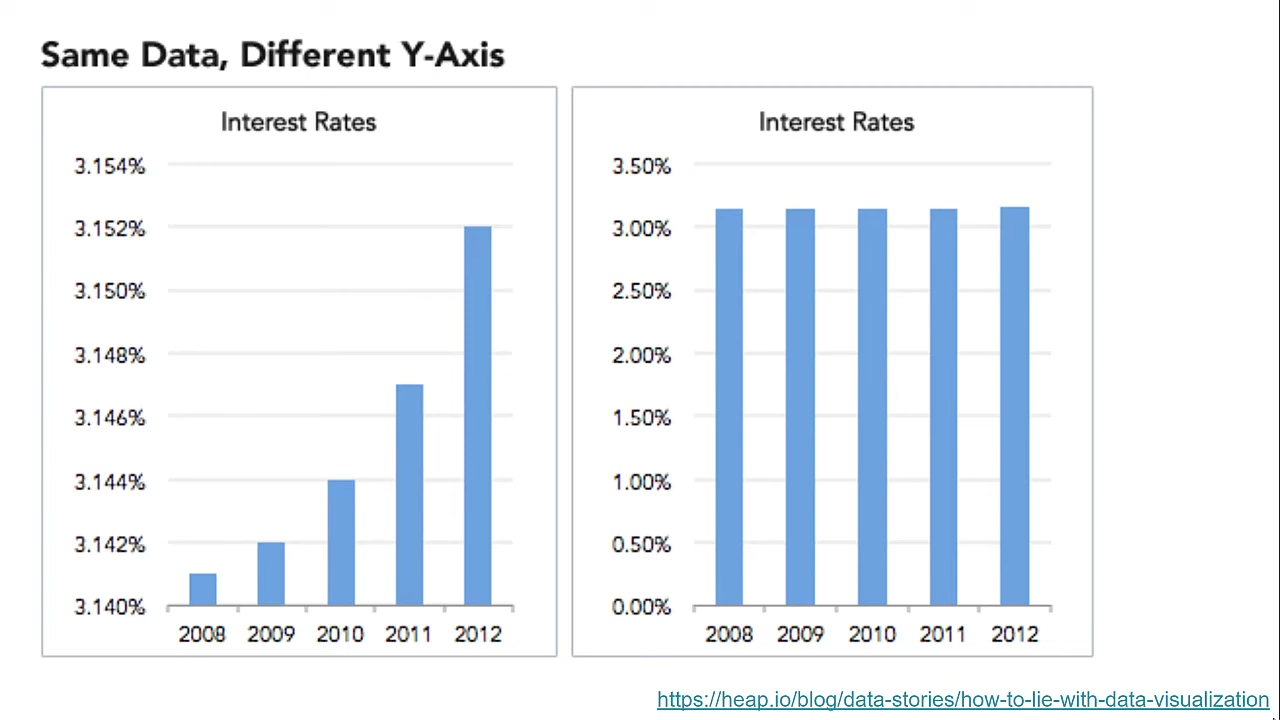 Same Data, Different Y-Axis
Interest Rates
3.154%
3.152%
3.150%
3.148%
3.146%
3.144%
3.142%
3.140%
2008 2009 2010 2011 2012
Interest Rates
3.50%
3.00%
2.50%
2.00%
1.50%
1.00%
0.50%
0.00%
2008 2009 2010 2011 2012
https://heap.io/blog/data-stories/how-to-lie-with-data-visualization